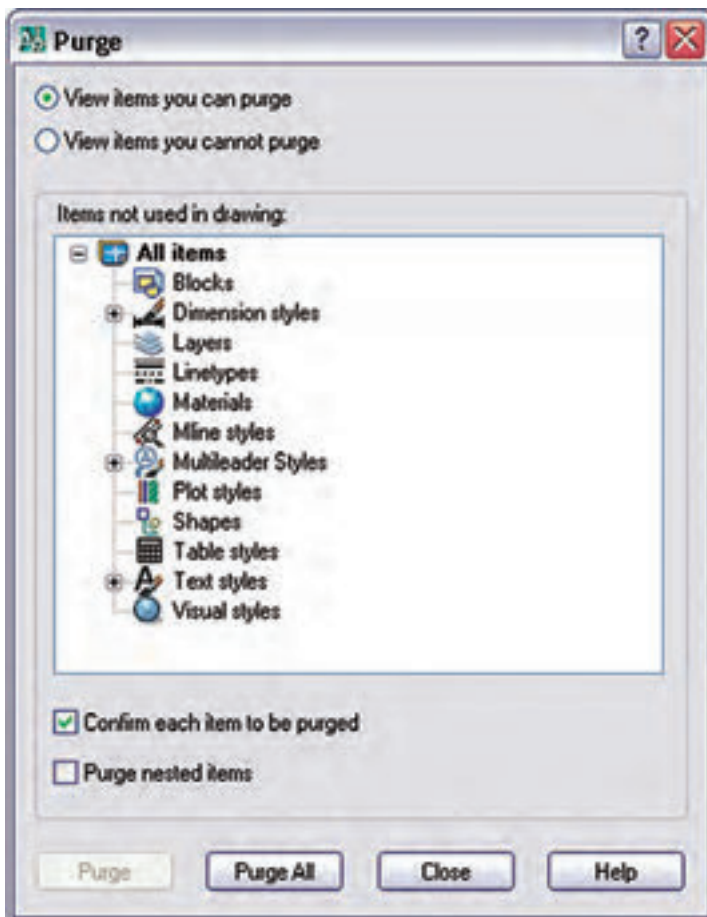 Purge
View items you can purge
View items you cannot purge
Items not used in drawing:
All items
Blocks
Dimension styles
Layers
Linetypes
Materials
Mline styles
Multileader Styles
Plot styles
Shapes
Table styles
Text styles
Visual styles
Confirm each item to be purged
Purge nested items
Purge Purge All Close Help